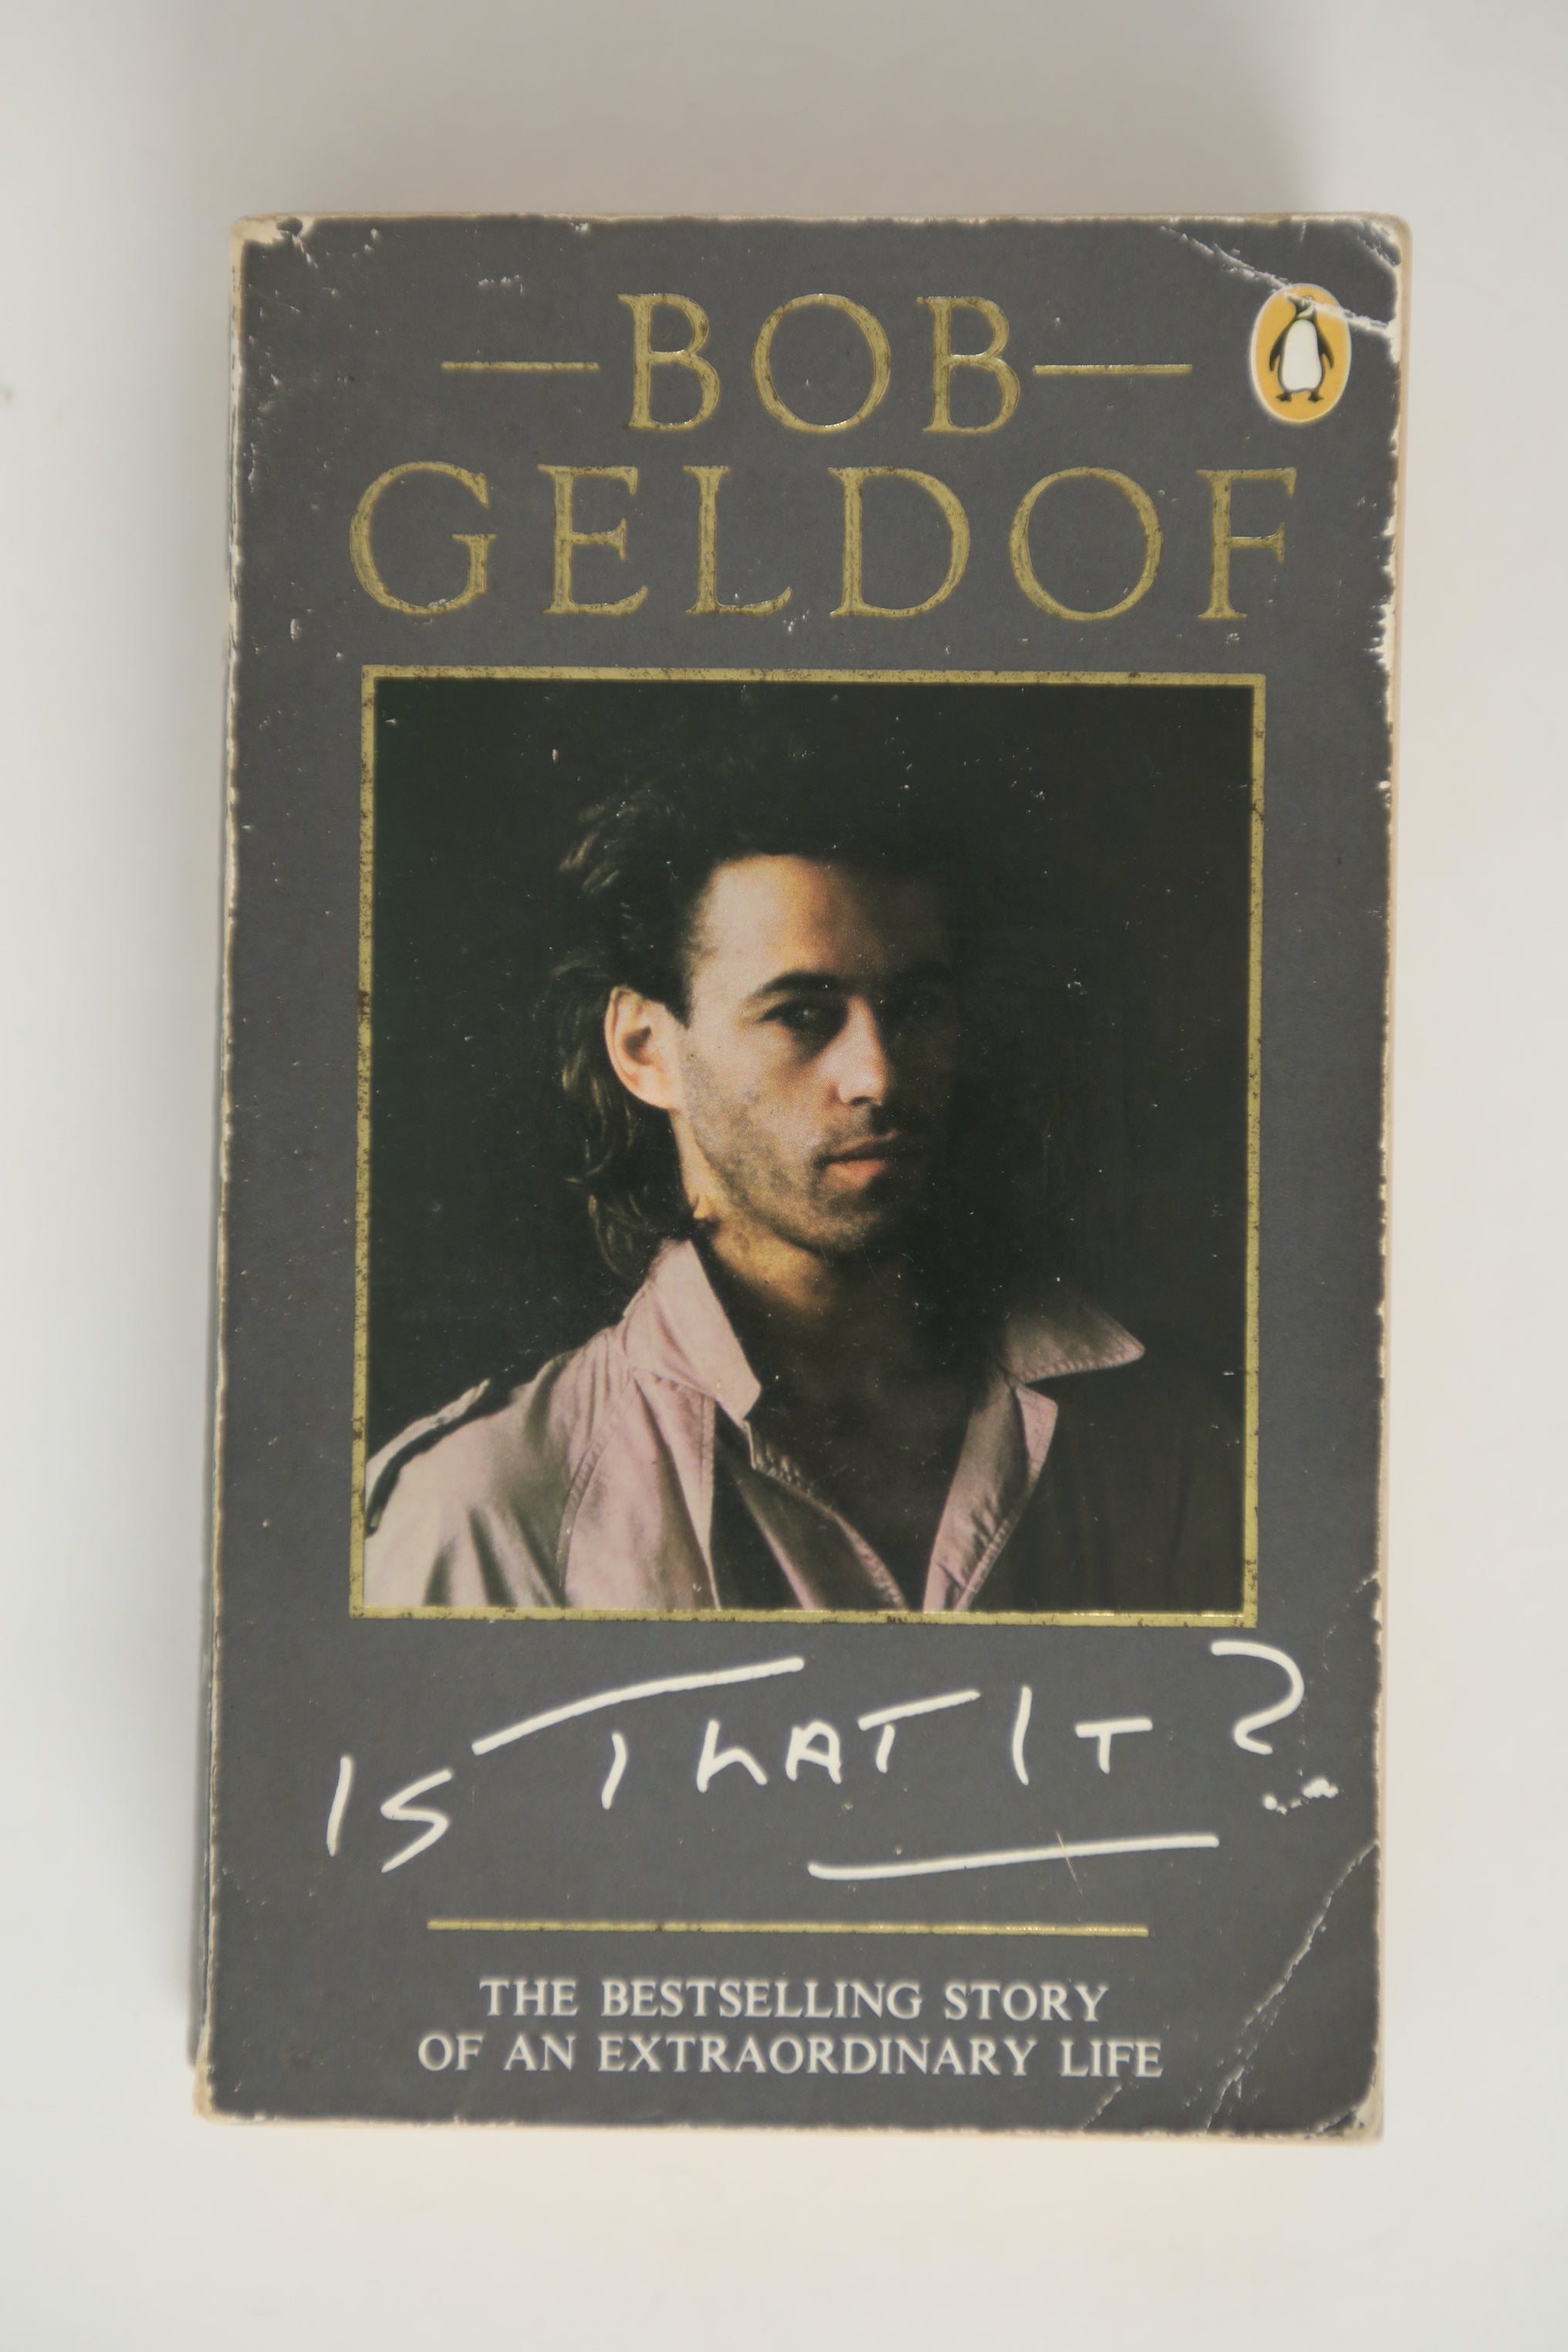 BOB
GELDOF
IS THAT IT?
THE BESTSELLING STORY
OF AN EXTRAORDINARY LIFE